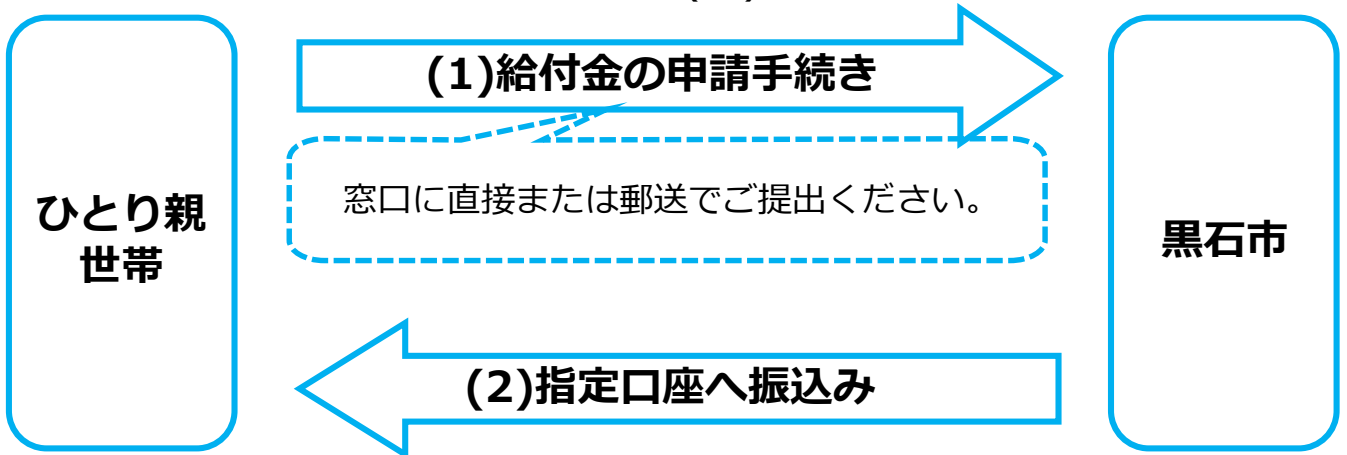 (1)給付金の申請手続き
窓口に直接または郵送でご提出ください。
ひとり親
世帯
黒石市
(2)指定口座へ振込み